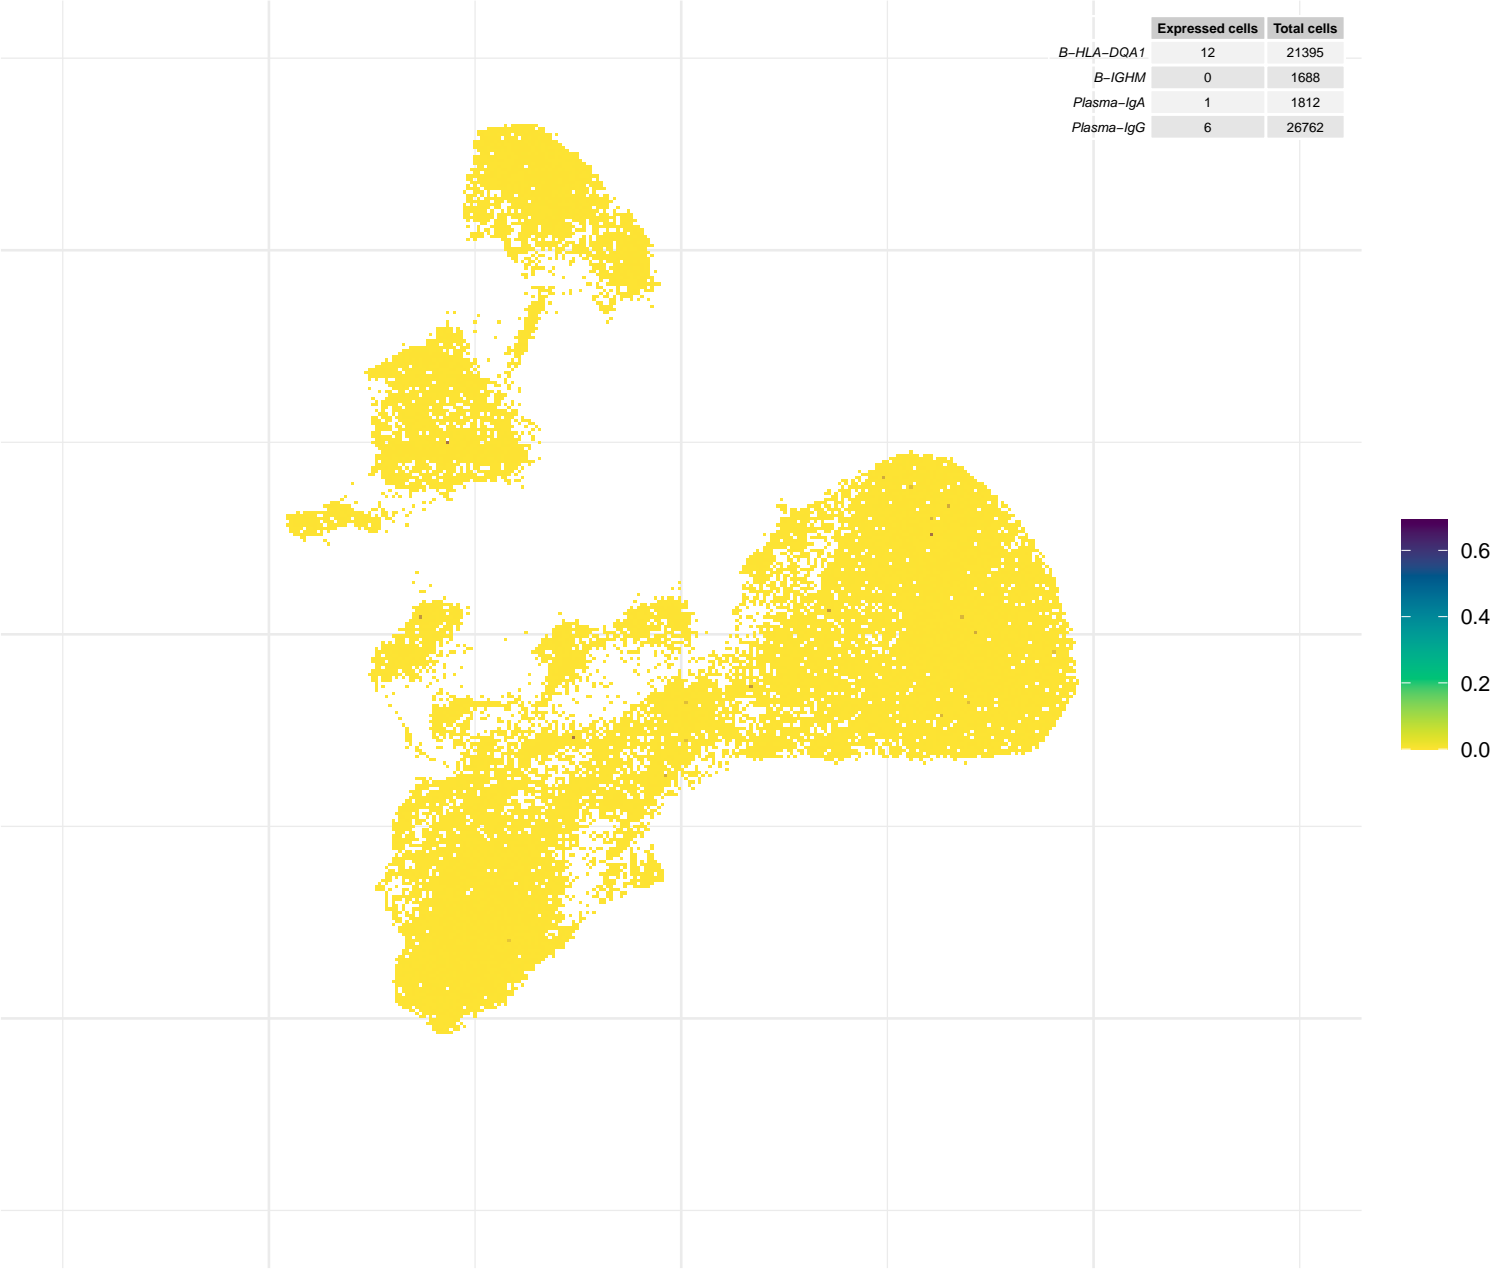 Expressed cells Total cells
B−HLA−DQA1 12 21395
B−IGHM 0 1688
Plasma−IgA 1 1812
Plasma−IgG 6 26762
0.6
0.4
0.2
0.0